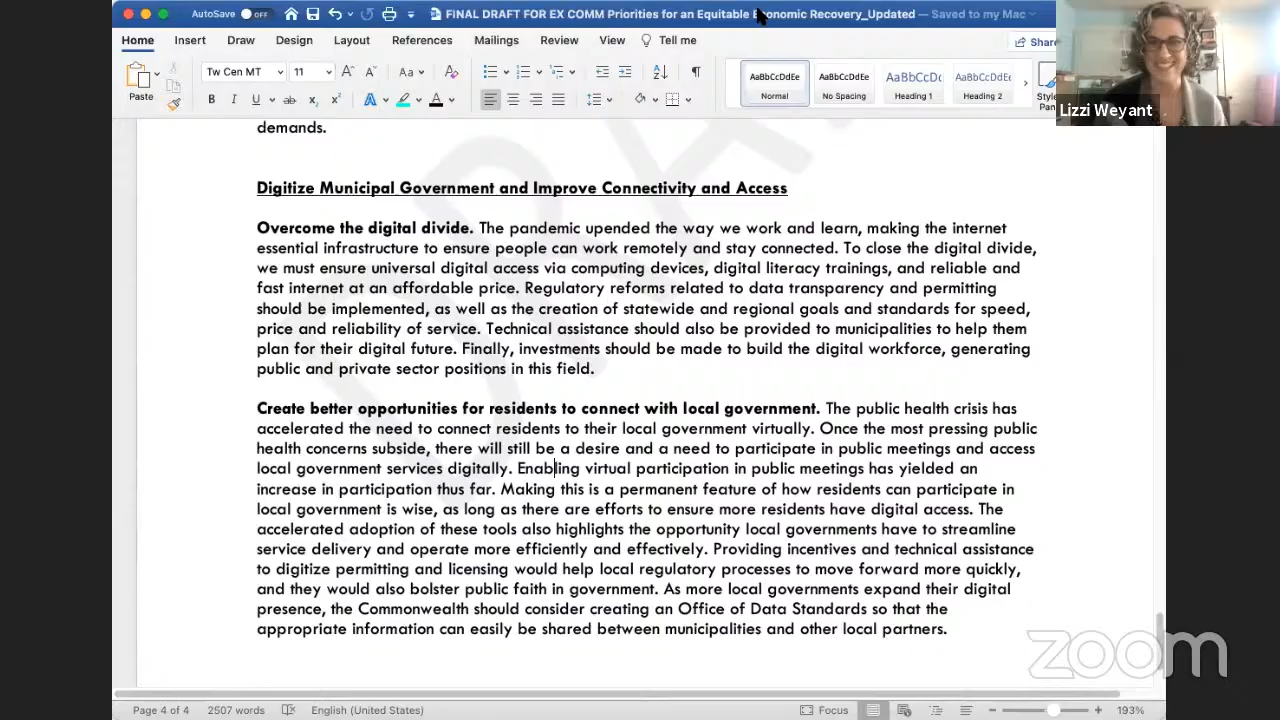 AutoSave OFF
FINAL DRAFT FOR EX COMM Priorities for an Equitable Economic Recovery_Updated — Saved to my Mac
Home Insert Draw Design Layout References Mailings Review View Tell me
Share
Paste
Tw Cen MT 11
AaBbCcDdEe AaBbCcDdEe AaBbCcDc AaBbCcDdEe
Normal No Spacing Heading 1 Heading 2
Lizzi Weyant
DRA
demands.
Digitize Municipal Government and Improve Connectivity and Access
Overcome the digital divide. The pandemic upended the way we work and learn, making the internet
essential infrastructure to ensure people can work remotely and stay connected. To close the digital divide,
we must ensure universal digital access via computing devices, digital literacy trainings, and reliable and
fast internet at an affordable price. Regulatory reforms related to data transparency and permitting
should be implemented, as well as the creation of statewide and regional goals and standards for speed,
price and reliability of service. Technical assistance should also be provided to municipalities to help them
plan for their digital future. Finally, investments should be made to build the digital workforce, generating
public and private sector positions in this field.
Create better opportunities for residents to connect with local government. The public health crisis has
accelerated the need to connect residents to their local government virtually. Once the most pressing public
health concerns subside, there will still be a desire and a need to participate in public meetings and access
local government services digitally. Enabling virtual participation in public meetings has yielded an
increase in participation thus far. Making this is a permanent feature of how residents can participate in
local government is wise, as long as there are efforts to ensure more residents have digital access. The
accelerated adoption of these tools also highlights the opportunity local governments have to streamline
service delivery and operate more efficiently and effectively. Providing incentives and technical assistance
to digitize permitting and licensing would help local regulatory processes to move forward more quickly,
and they would also bolster public faith in government. As more local governments expand their digital
presence, the Commonwealth should consider creating an Office of Data Standards so that the
appropriate information can easily be shared between municipalities and other local partners.
zoom
Page 4 of 4 2507 words English (United States) Focus 193%